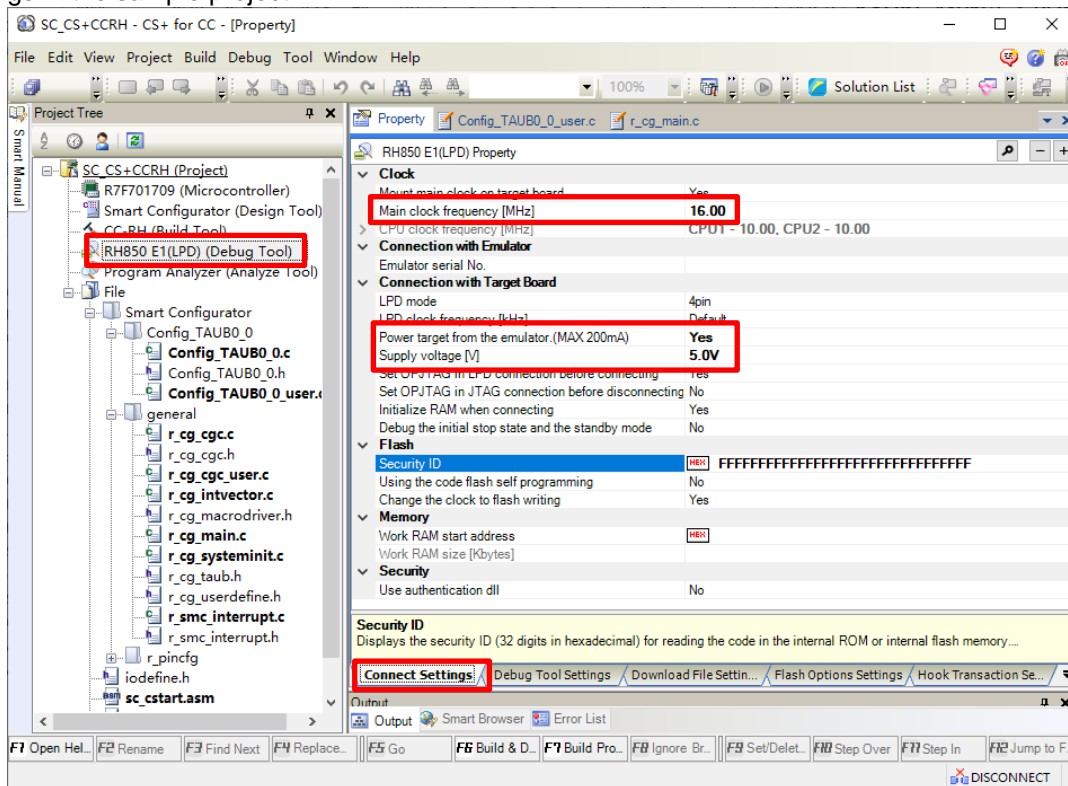 SC_CS+CCRH - CS+ for CC - [Property]
File Edit View Project Build Debug Tool Window Help
100% Solution List
Project Tree
Smart Manual
SC_CS+CCRH (Project)
R7F701709 (Microcontroller)
Smart Configurator (Design Tool)
CC-RH (Build Tool)
RH850 E1(LPD) (Debug Tool)
Program Analyzer (Analyze Tool)
File
Smart Configurator
Config_TAUB0_0
Config_TAUB0_0.c
Config_TAUB0_0.h
Config_TAUB0_0_user.c
general
r_cg_cgc.c
r_cg_cgc.h
r_cg_cgc_user.c
r_cg_intvector.c
r_cg_macrodriver.h
r_cg_main.c
r_cg_systeminit.c
r_cg_taub.h
r_cg_userdefine.h
r_smc_interrupt.c
r_smc_interrupt.h
r_pincfg
iodefine.h
sc_cstart.asm
Property Config_TAUB0_0_user.c r_cg_main.c
RH850 E1(LPD) Property
Clock
Mount main clock on target board Yes
Main clock frequency [MHz] 16.00
CPU clock frequency [MHz] CPU1 - 10.00, CPU2 - 10.00
Connection with Emulator
Emulator serial No.
Connection with Target Board
LPD mode 4pin
LPD clock frequency [kHz] Default
Power target from the emulator.(MAX 200mA) Yes
Supply voltage [V] 5.0V
Set OPJTAG in LPD connection before connecting Yes
Set OPJTAG in JTAG connection before disconnecting No
Initialize RAM when connecting Yes
Debug the initial stop state and the standby mode No
Flash
Security ID HEX FFFFFFFFFFFFFFFFFFFFFFFFFFFFFFFF
Using the code flash self programming No
Change the clock to flash writing Yes
Memory
Work RAM start address HEX
Work RAM size [Kbytes]
Security
Use authentication dll No
Security ID
Displays the security ID (32 digits in hexadecimal) for reading the code in the internal ROM or internal flash memory....
Connect Settings Debug Tool Settings Download File Settin... Flash Options Settings Hook Transaction Se...
Output
Output Smart Browser Error List
F1 Open Hel... F2 Rename F3 Find Next F4 Replace... F5 Go F6 Build & D... F7 Build Pro... F8 Ignore Br... F9 Set/Delet... F10 Step Over F11 Step In F12 Jump to F
DISCONNECT